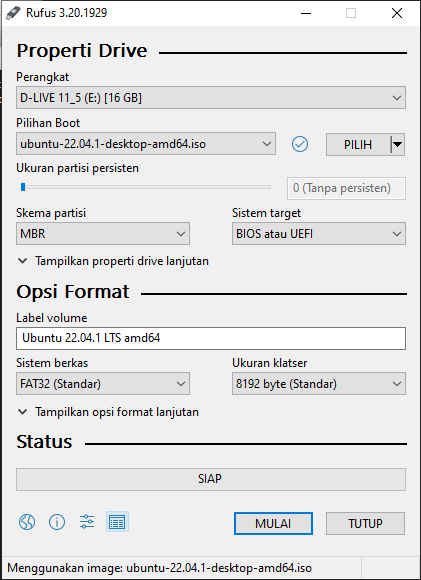 Rufus 3.20.1929
Properti Drive
Perangkat
D-LIVE 11_5 (E:) [16 GB]
Pilihan Boot
ubuntu-22.04.1-desktop-amd64.iso
PILIH
Ukuran partisi persisten
0 (Tanpa persisten)
Skema partisi
Sistem target
MBR
BIOS atau UEFI
Tampilkan properti drive lanjutan
Opsi Format
Label volume
Ubuntu 22.04.1 LTS amd64
Sistem berkas
Ukuran klatser
FAT32 (Standar)
8192 byte (Standar)
Tampilkan opsi format lanjutan
Status
SIAP
MULAI
TUTUP
Menggunakan image: ubuntu-22.04.1-desktop-amd64.iso